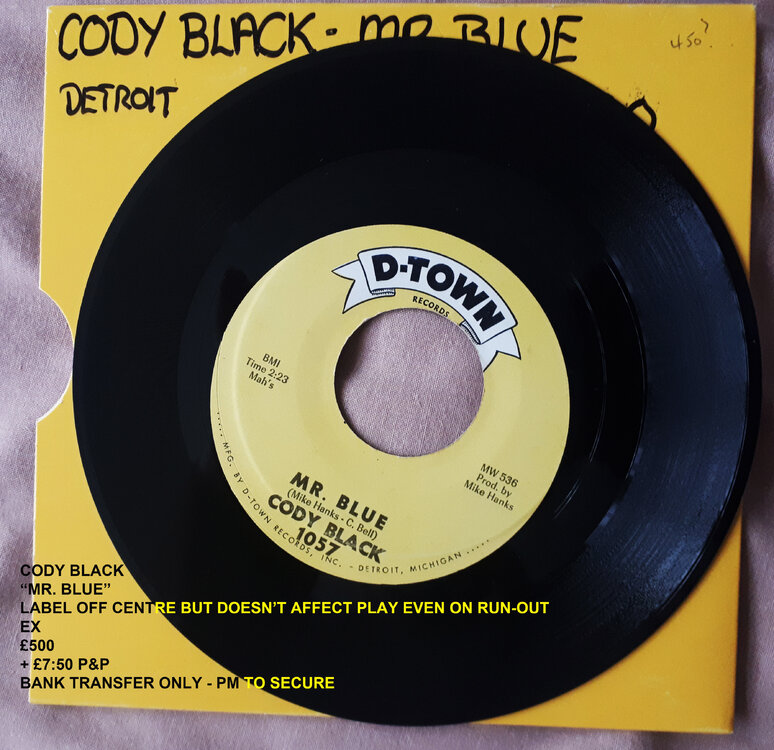 CODY BLACK - MR BLUE
450?
DETROIT
D-TOWN
RECORDS
BMI
Time 2:23
Mah's
MW 536
Prod. by
Mike Hanks
MR. BLUE
(Mike Hanks - C. Bell)
CODY BLACK
1057
..... MFG. BY D-TOWN RECORDS, INC. - DETROIT, MICHIGAN .....
CODY BLACK
“MR. BLUE”
LABEL OFF CENTRE BUT DOESN’T AFFECT PLAY EVEN ON RUN-OUT
EX
£500
+ £7:50 P&P
BANK TRANSFER ONLY - PM TO SECURE